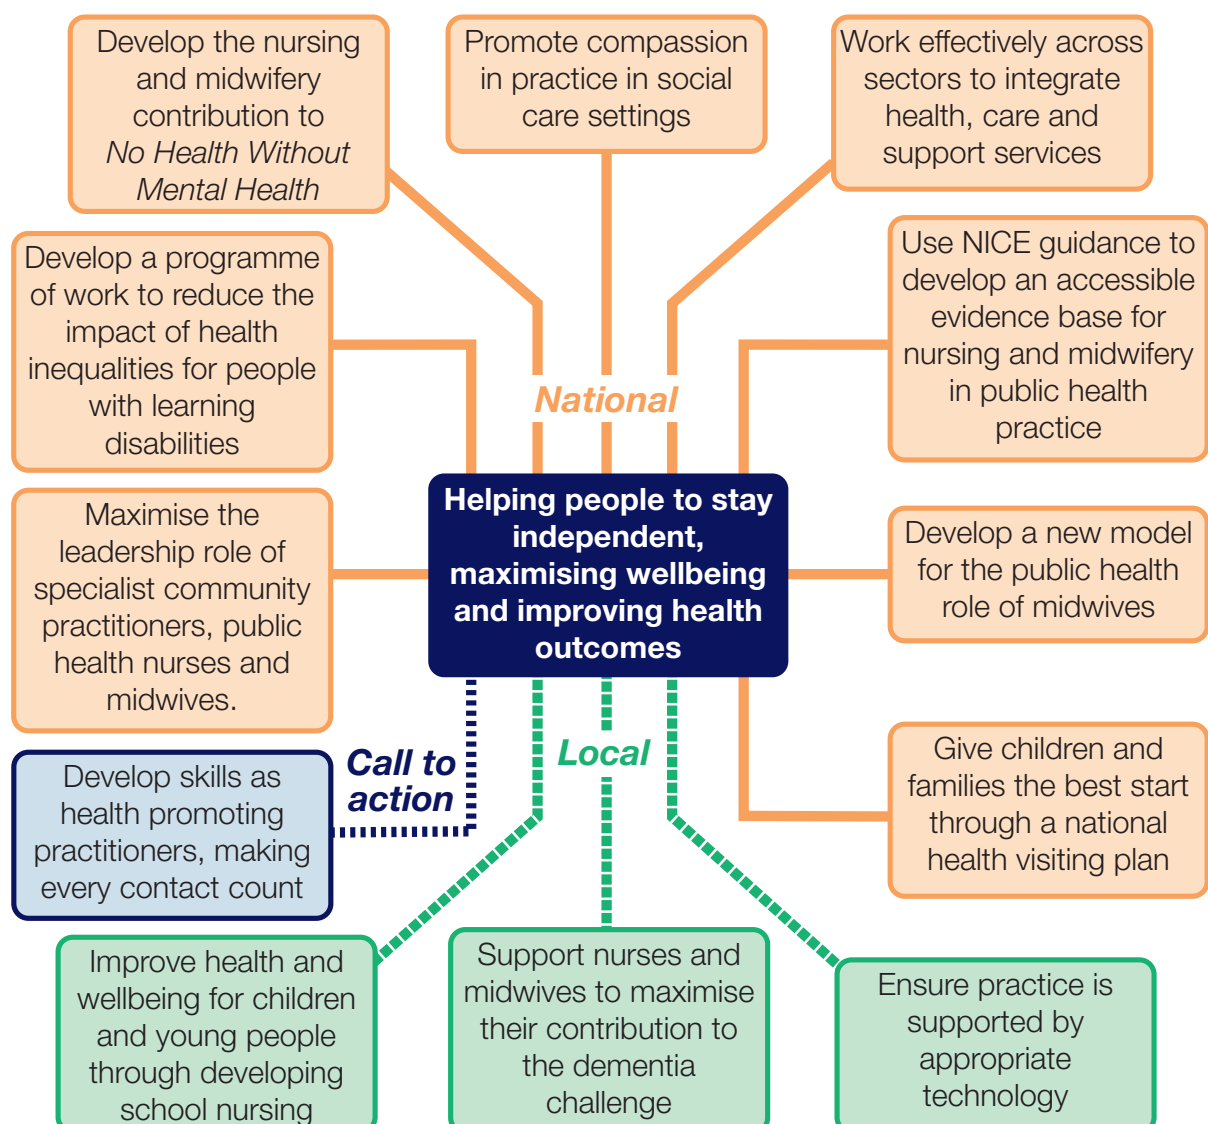 Develop the nursing
and midwifery
contribution to
No Health Without
Mental Health
Promote compassion
in practice in social
care settings
Work effectively across
sectors to integrate
health, care and
support services
Develop a programme
of work to reduce the
impact of health
inequalities for people
with learning
disabilities
Use NICE guidance to
develop an accessible
evidence base for
nursing and midwifery
in public health
practice
National
Helping people to stay
independent,
maximising wellbeing
and improving health
outcomes
Maximise the
leadership role of
specialist community
practitioners, public
health nurses and
midwives.
Develop a new model
for the public health
role of midwives
Call to
action
Local
Develop skills as
health promoting
practitioners, making
every contact count
Give children and
families the best start
through a national
health visiting plan
Improve health and
wellbeing for children
and young people
through developing
school nursing
Support nurses and
midwives to maximise
their contribution to
the dementia
challenge
Ensure practice is
supported by
appropriate
technology